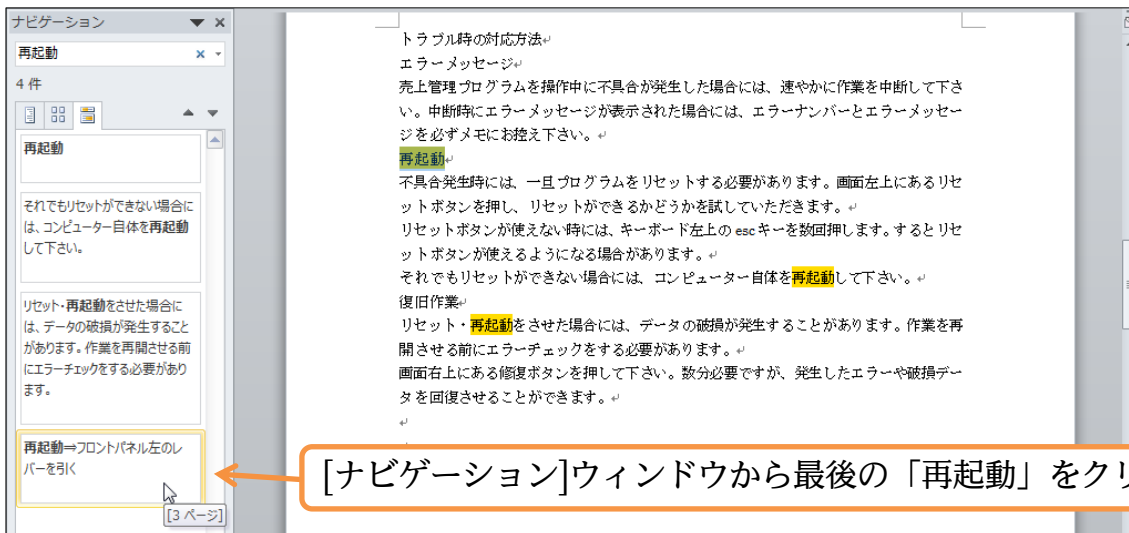 ナビゲーション
再起動
4 件
再起動
それでもリセットができない場合に
は、コンピューター自体を再起動
して下さい。
リセット・再起動をさせた場合に
は、データの破損が発生すること
があります。作業を再開させる前
にエラーチェックをする必要があり
ます。
再起動⇒フロントパネル左のレ
バーを引く
[3 ページ]
トラブル時の対応方法↵
エラーメッセージ↵
売上管理プログラムを操作中に不具合が発生した場合には、速やかに作業を中断して下さ
い。中断時にエラーメッセージが表示された場合には、エラーナンバーとエラーメッセー
ジを必ずメモにお控え下さい。↵
再起動↵
不具合発生時には、一旦プログラムをリセットする必要があります。画面左上にあるリセ
ットボタンを押し、リセットができるかどうかを試していただきます。↵
リセットボタンが使えない時には、キーボード左上の esc キーを数回押します。するとリセ
ットボタンが使えるようになる場合があります。↵
それでもリセットができない場合には、コンピューター自体を再起動して下さい。↵
復旧作業↵
リセット・再起動をさせた場合には、データの破損が発生することがあります。作業を再
開させる前にエラーチェックをする必要があります。↵
画面右上にある修復ボタンを押して下さい。数分必要ですが、発生したエラーや破損デー
タを回復させることができます。↵
[ナビゲーション]ウィンドウから最後の「再起動」をクリ